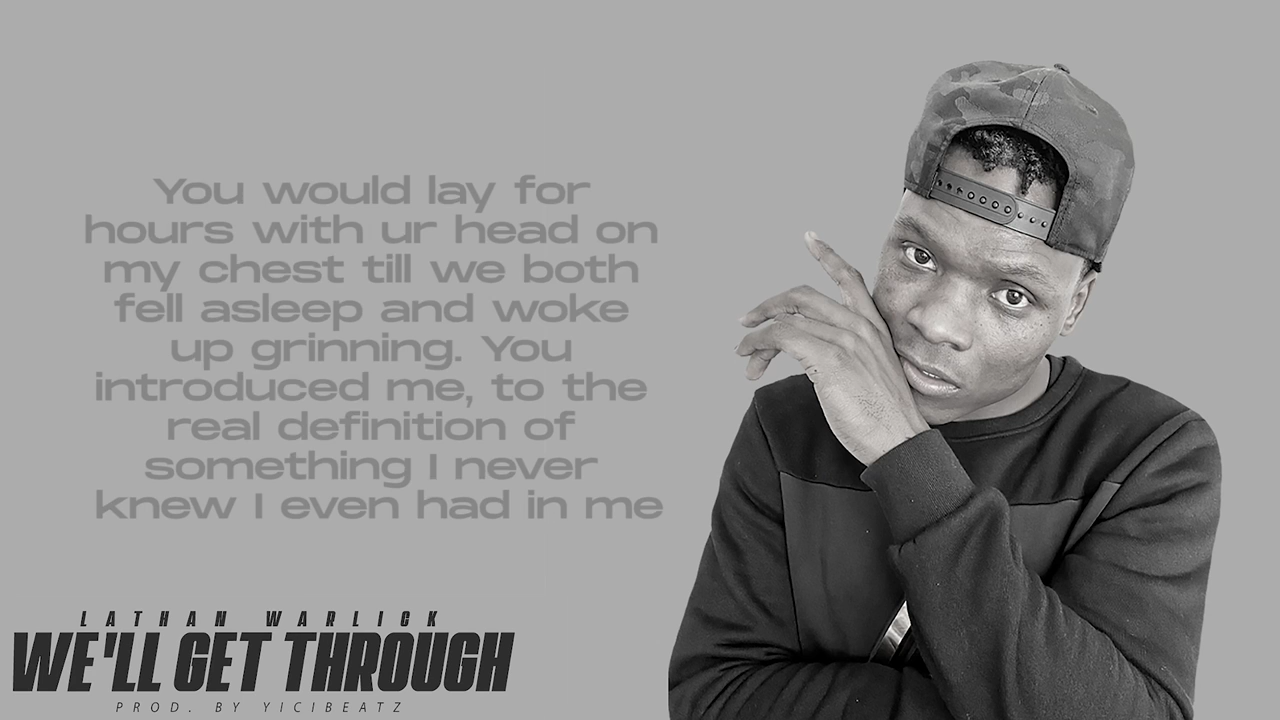 You would lay for
hours with ur head on
my chest till we both
fell asleep and woke
up grinning. You
introduced me, to the
real definition of
something I never
knew I even had in me
LATHAN WARLICK
WE'LL GET THROUGH
PROD. BY YICIBEATZ